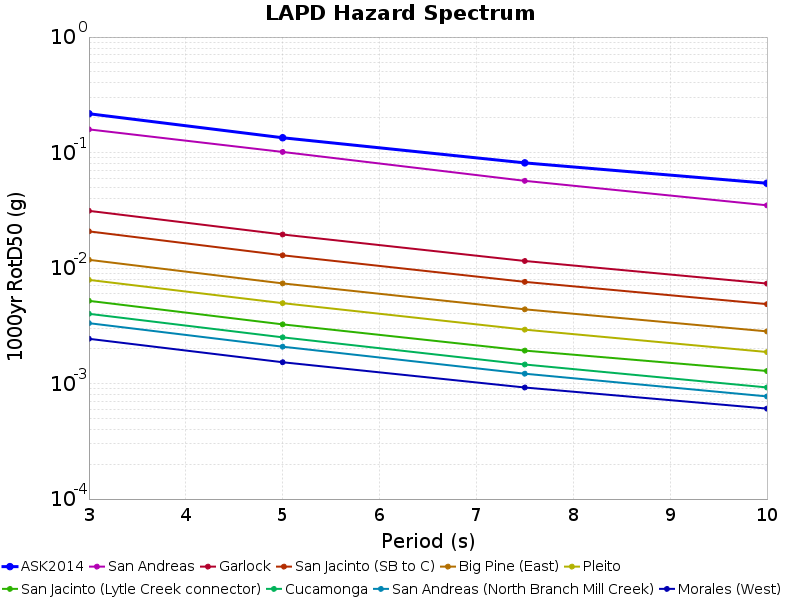 LAPD Hazard Spectrum
10^0
10^-1
10^-2
10^-3
10^-4
1000yr RotD50 (g)
3 4 5 6 7 8 9 10
Period (s)
ASK2014 San Andreas Garlock San Jacinto (SB to C) Big Pine (East) Pleito
San Jacinto (Lytle Creek connector) Cucamonga San Andreas (North Branch Mill Creek) Morales (West)